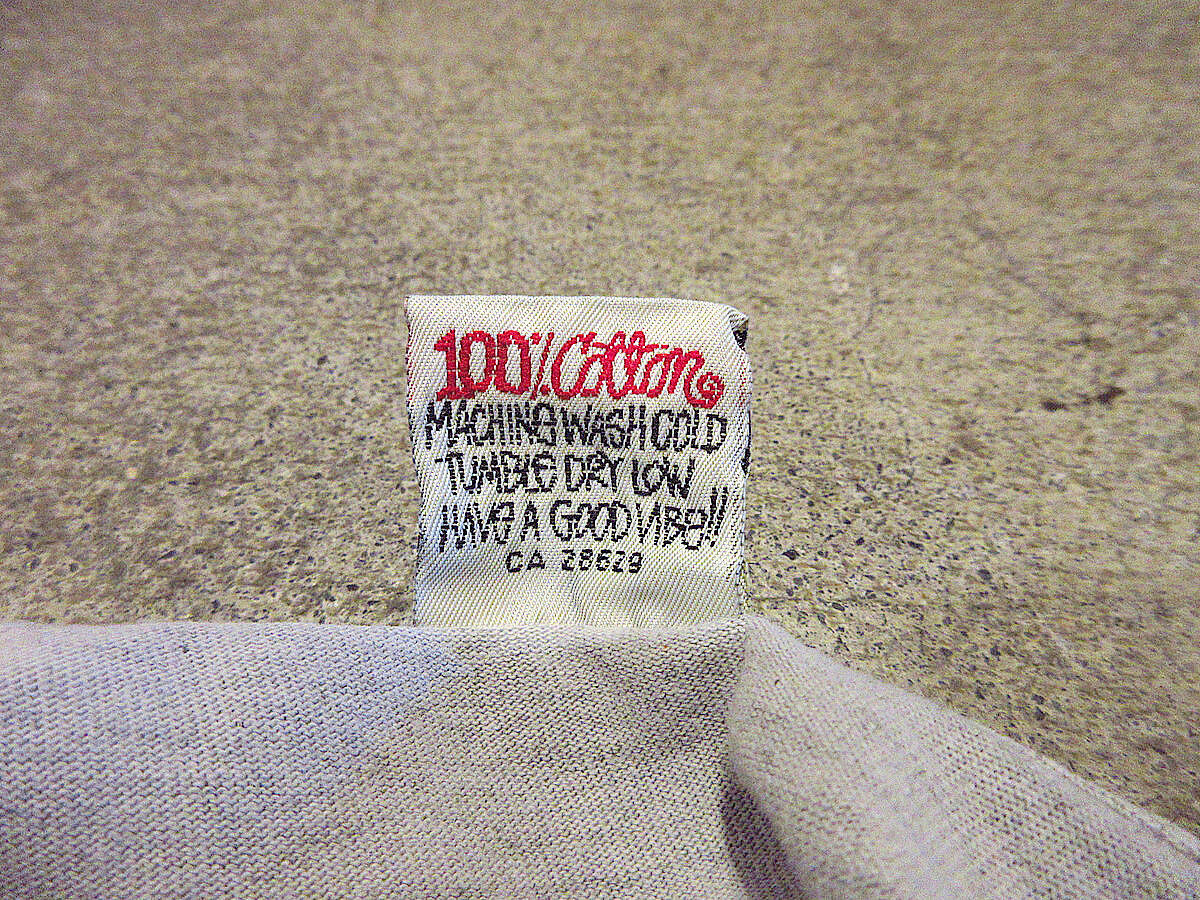 100% Cotton
MACHINE WASH COLD
TUMBLE DRY LOW
HAVE A GOOD VIBE!!
CA 28629